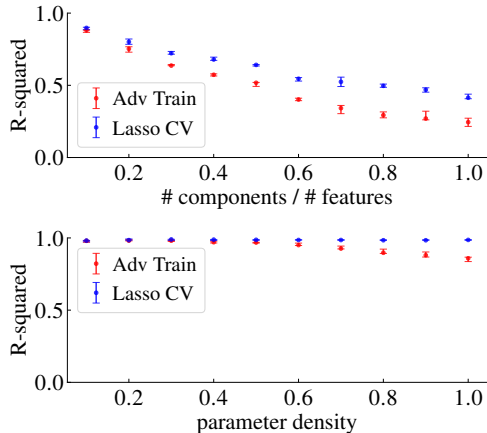 1.0
0.5
0.0
R-squared
Adv Train
Lasso CV
0.2 0.4 0.6 0.8 1.0
# components / # features
1.0
0.5
0.0
R-squared
Adv Train
Lasso CV
0.2 0.4 0.6 0.8 1.0
parameter density